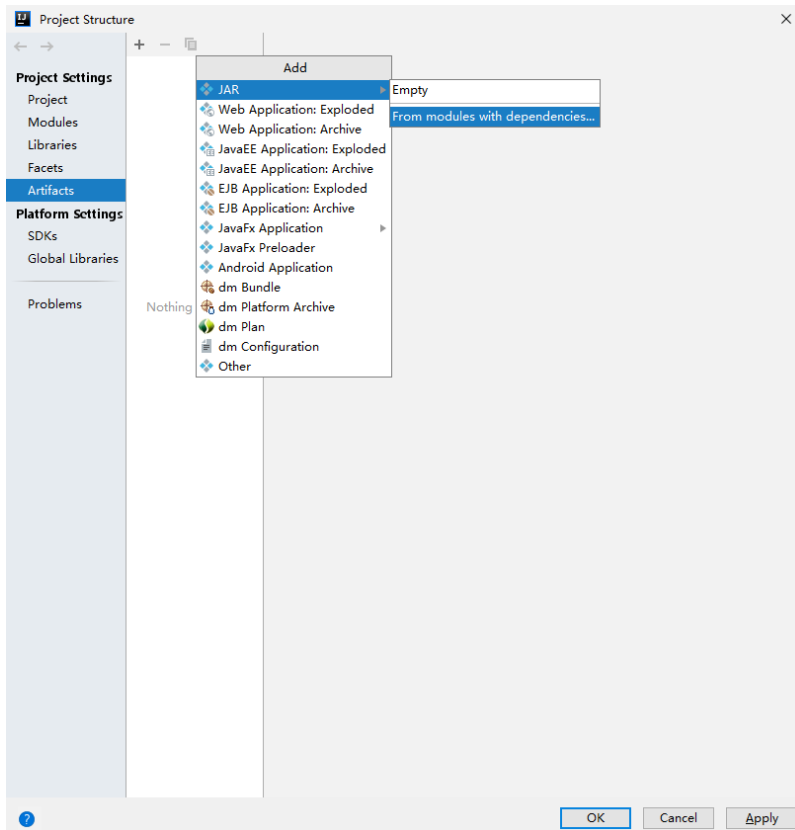 Project Structure
Project Settings
Project
Modules
Libraries
Facets
Artifacts
Platform Settings
SDKs
Global Libraries
Problems
Nothing
Add
JAR
Web Application: Exploded
Web Application: Archive
JavaEE Application: Exploded
JavaEE Application: Archive
EJB Application: Exploded
EJB Application: Archive
JavaFx Application
JavaFx Preloader
Android Application
dm Bundle
dm Platform Archive
dm Plan
dm Configuration
Other
Empty
From modules with dependencies...
OK
Cancel
Apply